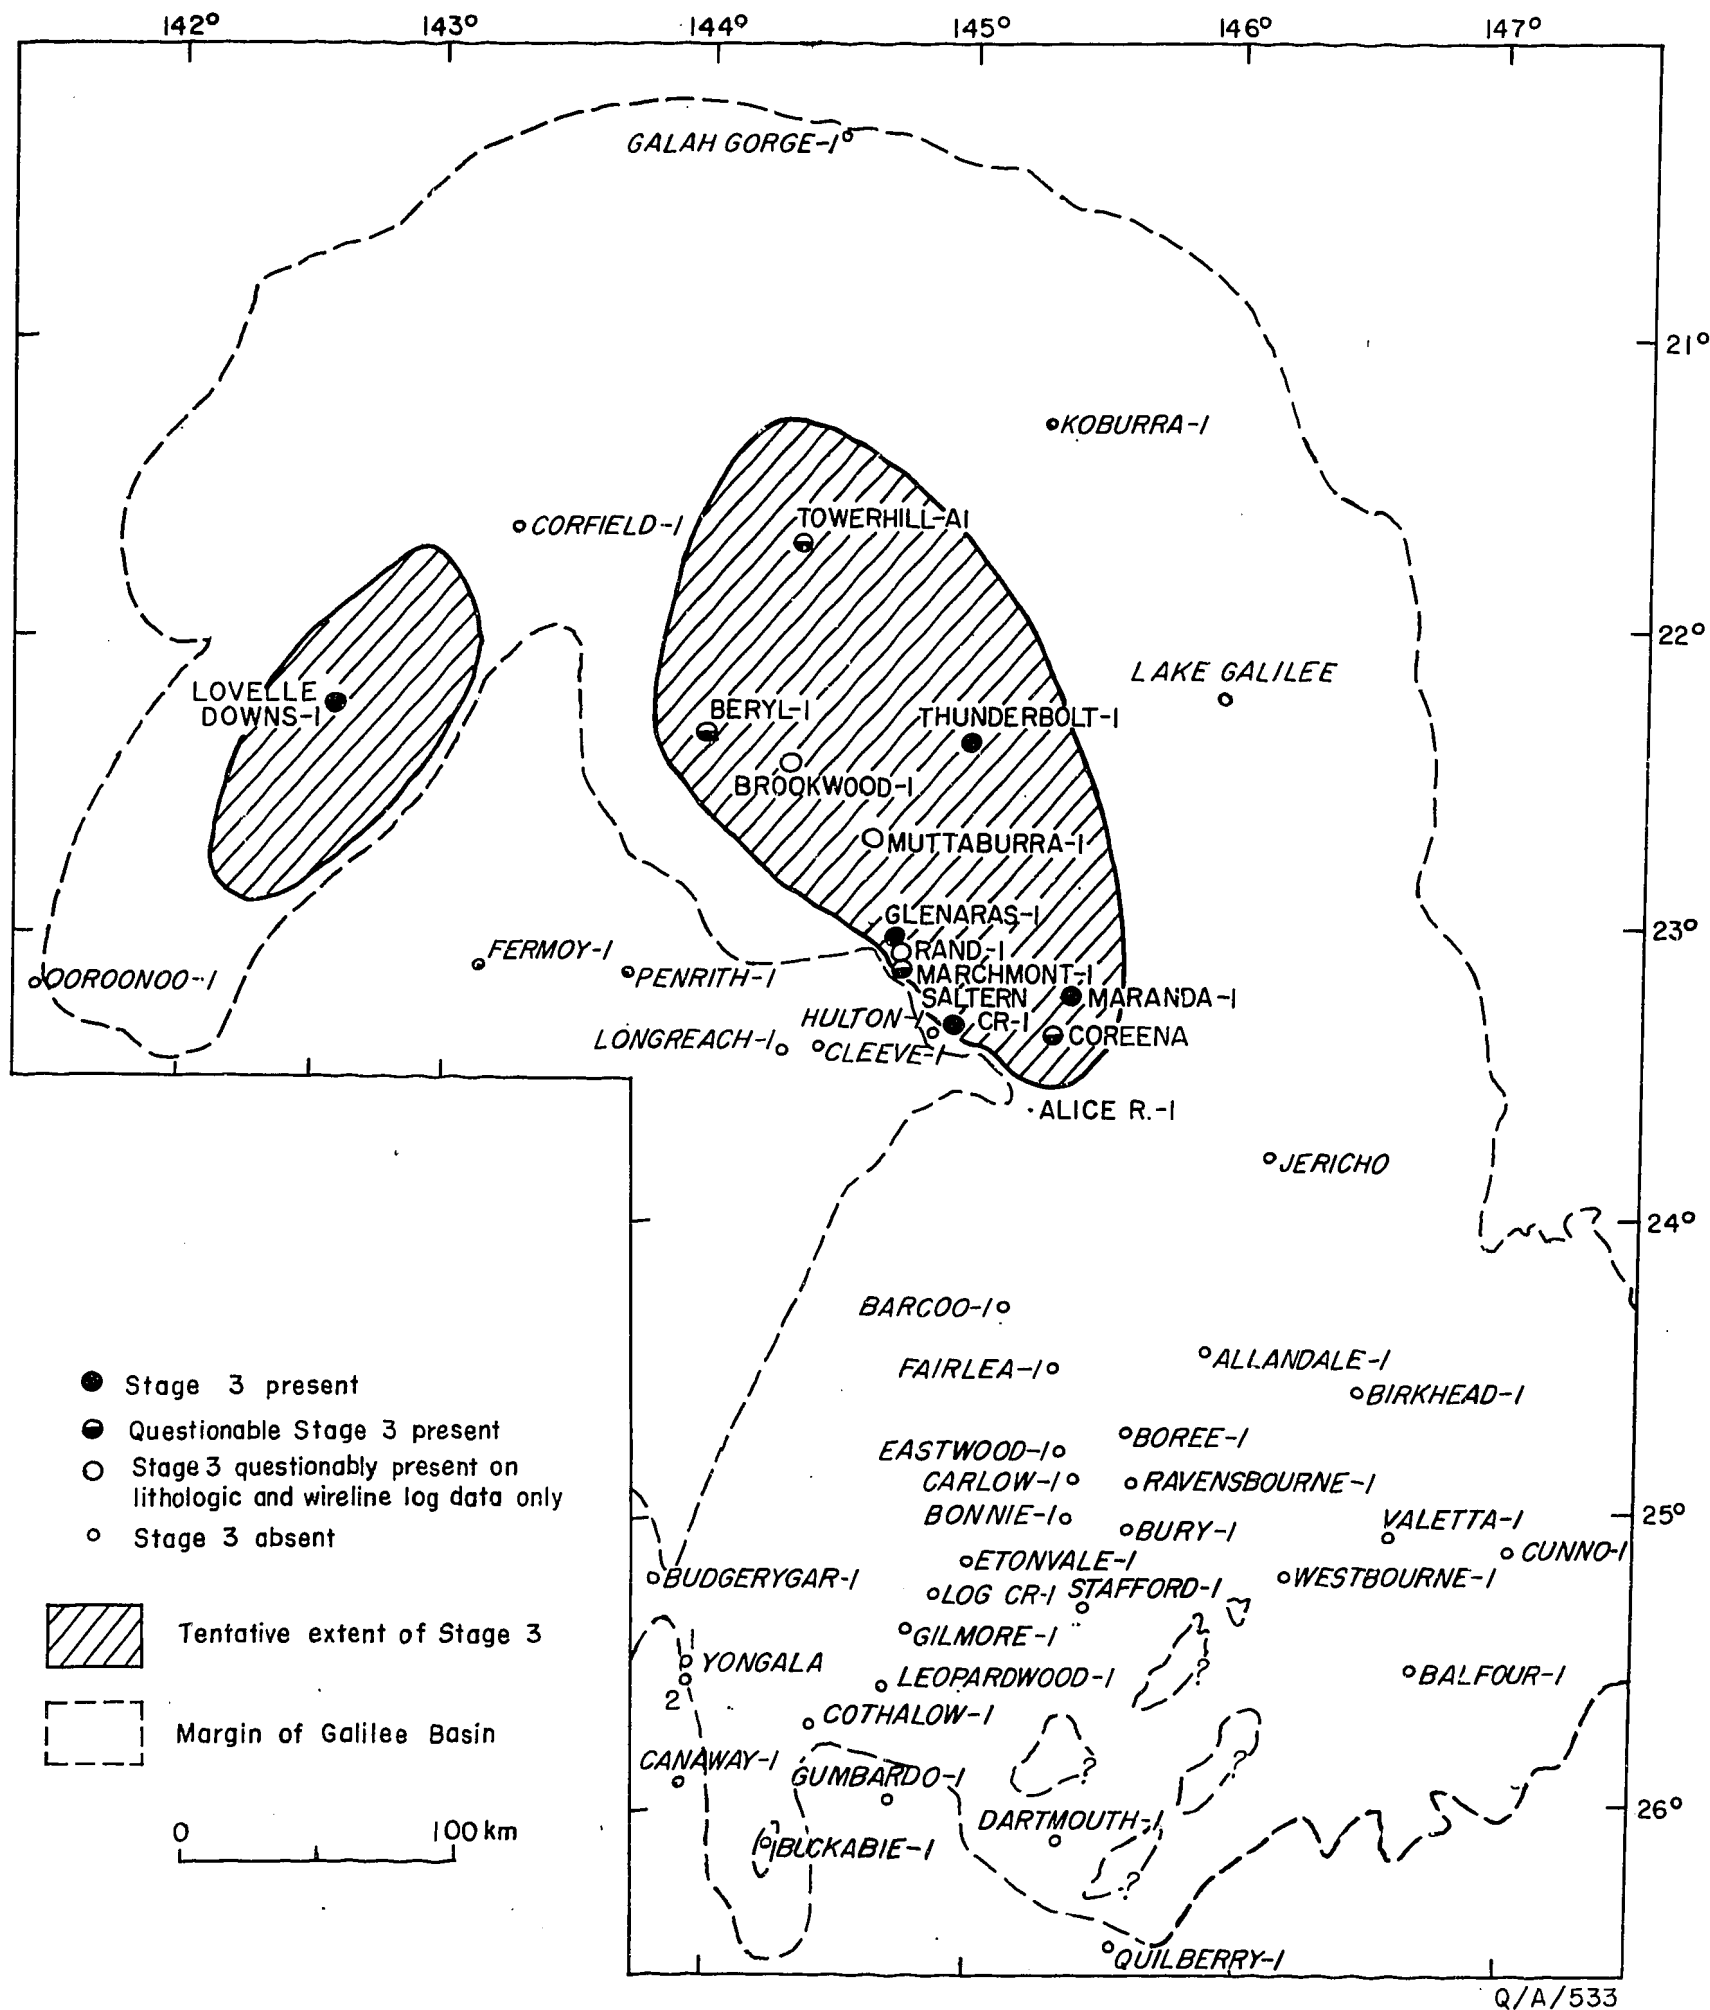 142° 143° 144° 145° 146° 147°
GALAH GORGE-1
21°
KOBURRA-1
TOWERHILL-A1
CORFIELD-1
22°
LAKE GALILEE
LOVELLE
DOWNS-1
BERYL-1
THUNDERBOLT-1
BROOKWOOD-1
MUTTABURRA-1
GLENARAS-1
23°
FERMOY-1
RAND-1
OOROONOO-1
PENRITH-1
MARCHMONT-1
SALTERN
CR-1
MARANDA-1
HULTON-1
COREENA
LONGREACH-1
CLEEVE-1
ALICE R.-1
JERICHO
24°
BARCOO-1
FAIRLEA-1
ALLANDALE-1
BIRKHEAD-1
EASTWOOD-1
BOREE-1
CARLOW-1
RAVENSBOURNE-1
BONNIE-1
BURY-1
VALETTA-1
25°
CUNNO-1
ETONVALE-1
BUDGERYGAR-1
LOG CR-1
STAFFORD-1
WESTBOURNE-1
GILMORE-1
1
YONGALA
2
LEOPARDWOOD-1
?
BALFOUR-1
COTHALOW-1
CANAWAY-1
GUMBARDO-1
?
?
26°
DARTMOUTH-1
BUCKABIE-1
?
QUILBERRY-1
Stage 3 present
Questionable Stage 3 present
Stage 3 questionably present on
lithologic and wireline log data only
Stage 3 absent
Tentative extent of Stage 3
Margin of Galilee Basin
0 100 km
Q/A/533